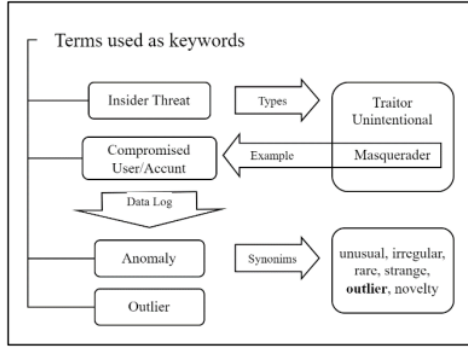 Terms used as keywords
Insider Threat
Types
Traitor
Unintentional
Masquerader
Example
Compromised
User/Accunt
Data Log
Anomaly
Synonims
unusual, irregular,
rare, strange,
outlier, novelty
Outlier